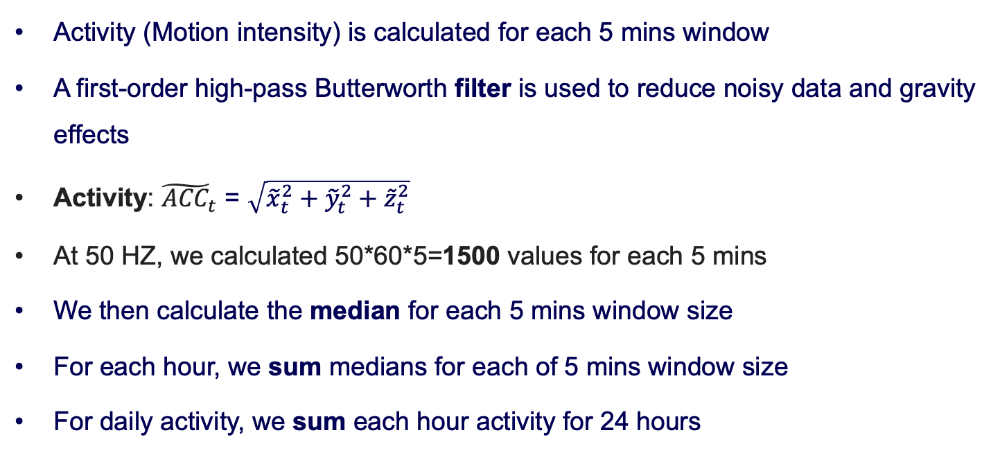 • Activity (Motion intensity) is calculated for each 5 mins window
• A first-order high-pass Butterworth filter is used to reduce noisy data and gravity
effects
• Activity: $\widetilde{ACC}_t = \sqrt{\tilde{x}_t^2 + \tilde{y}_t^2 + \tilde{z}_t^2}$
• At 50 HZ, we calculated 50*60*5=1500 values for each 5 mins
• We then calculate the median for each 5 mins window size
• For each hour, we sum medians for each of 5 mins window size
• For daily activity, we sum each hour activity for 24 hours